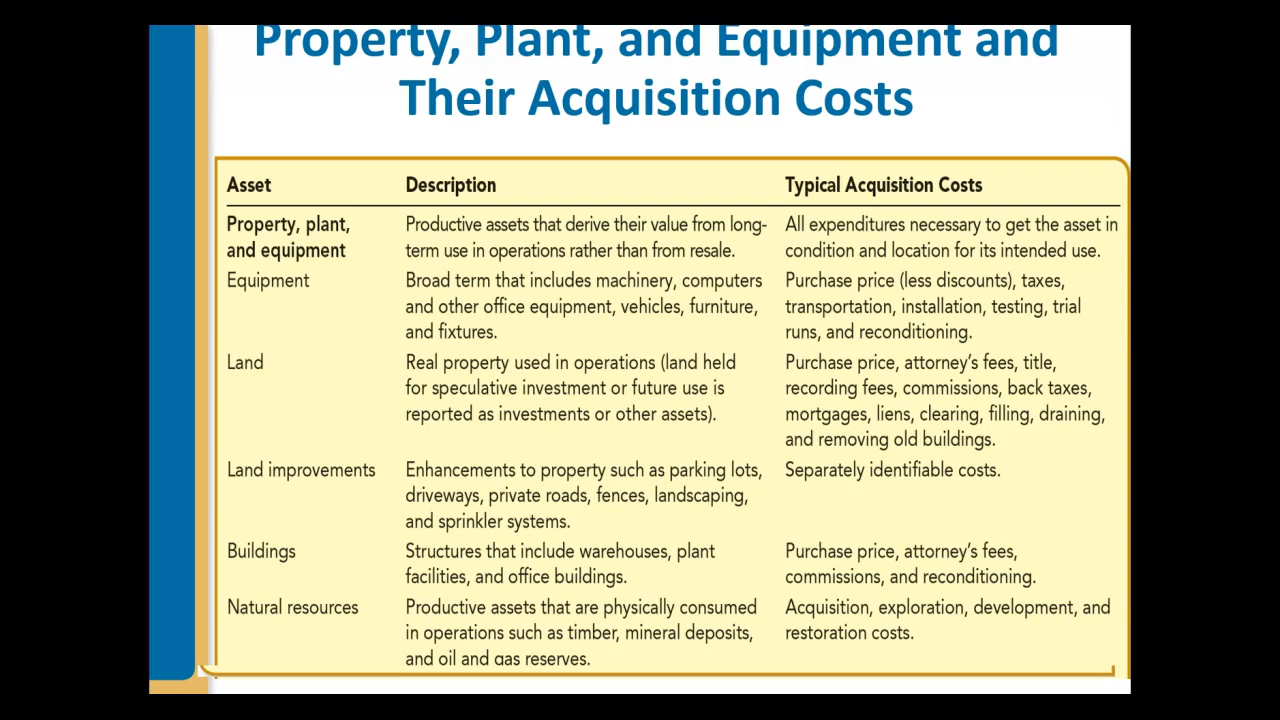 Property, Plant, and Equipment and
Their Acquisition Costs
Asset Description Typical Acquisition Costs
Property, plant, Productive assets that derive their value from long- All expenditures necessary to get the asset in
and equipment term use in operations rather than from resale. condition and location for its intended use.
Equipment Broad term that includes machinery, computers Purchase price (less discounts), taxes,
and other office equipment, vehicles, furniture, transportation, installation, testing, trial
and fixtures. runs, and reconditioning.
Land Real property used in operations (land held Purchase price, attorney's fees, title,
for speculative investment or future use is recording fees, commissions, back taxes,
reported as investments or other assets). mortgages, liens, clearing, filling, draining,
and removing old buildings.
Land improvements Enhancements to property such as parking lots, Separately identifiable costs.
driveways, private roads, fences, landscaping,
and sprinkler systems.
Buildings Structures that include warehouses, plant Purchase price, attorney's fees,
facilities, and office buildings. commissions, and reconditioning.
Natural resources Productive assets that are physically consumed Acquisition, exploration, development, and
in operations such as timber, mineral deposits, restoration costs.
and oil and gas reserves.